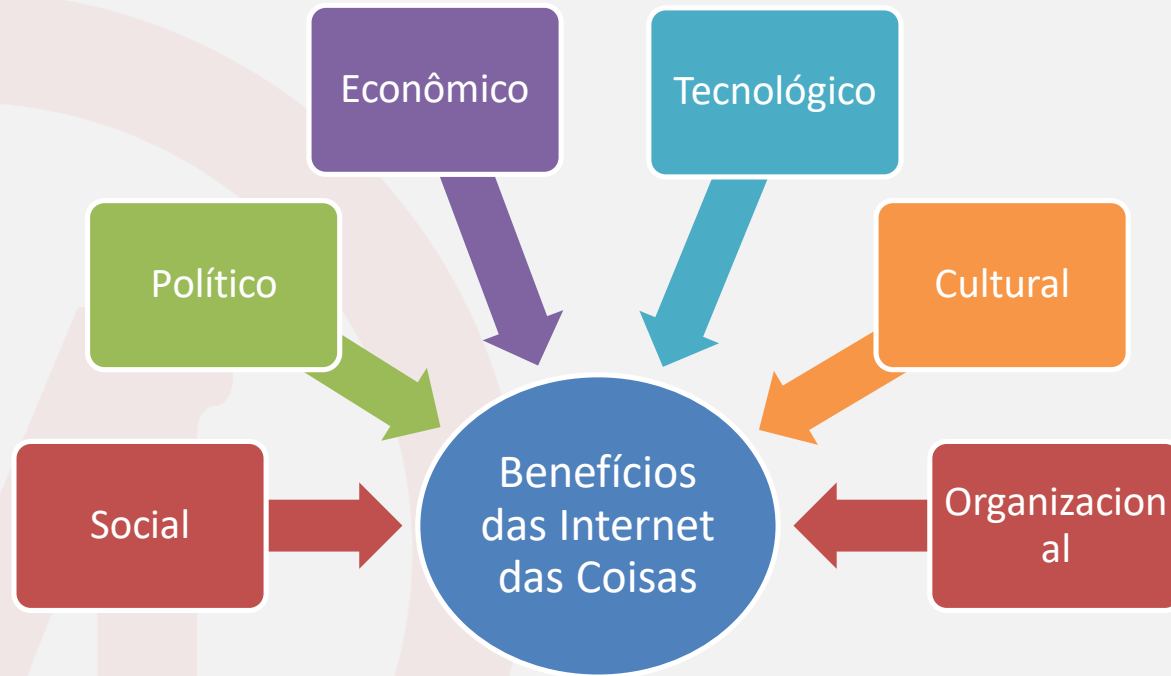 Econômico
Tecnológico
Político
Cultural
Social
Benefícios
das Internet
das Coisas
Organizacion
al